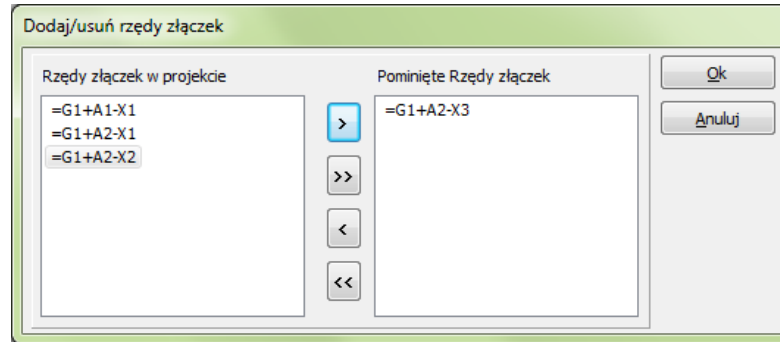 Dodaj/usuń rzędy złączek
Rzędy złączek w projekcie
=G1+A1-X1
=G1+A2-X1
=G1+A2-X2
>
>>
<
<<
Pominięte Rzędy złączek
=G1+A2-X3
Ok
Anuluj